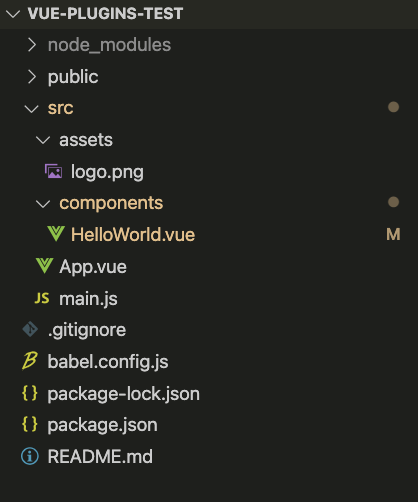 VUE-PLUGINS-TEST
node_modules
public
src
assets
logo.png
components
HelloWorld.vue M
App.vue
JS main.js
.gitignore
babel.config.js
{} package-lock.json
{} package.json
README.md